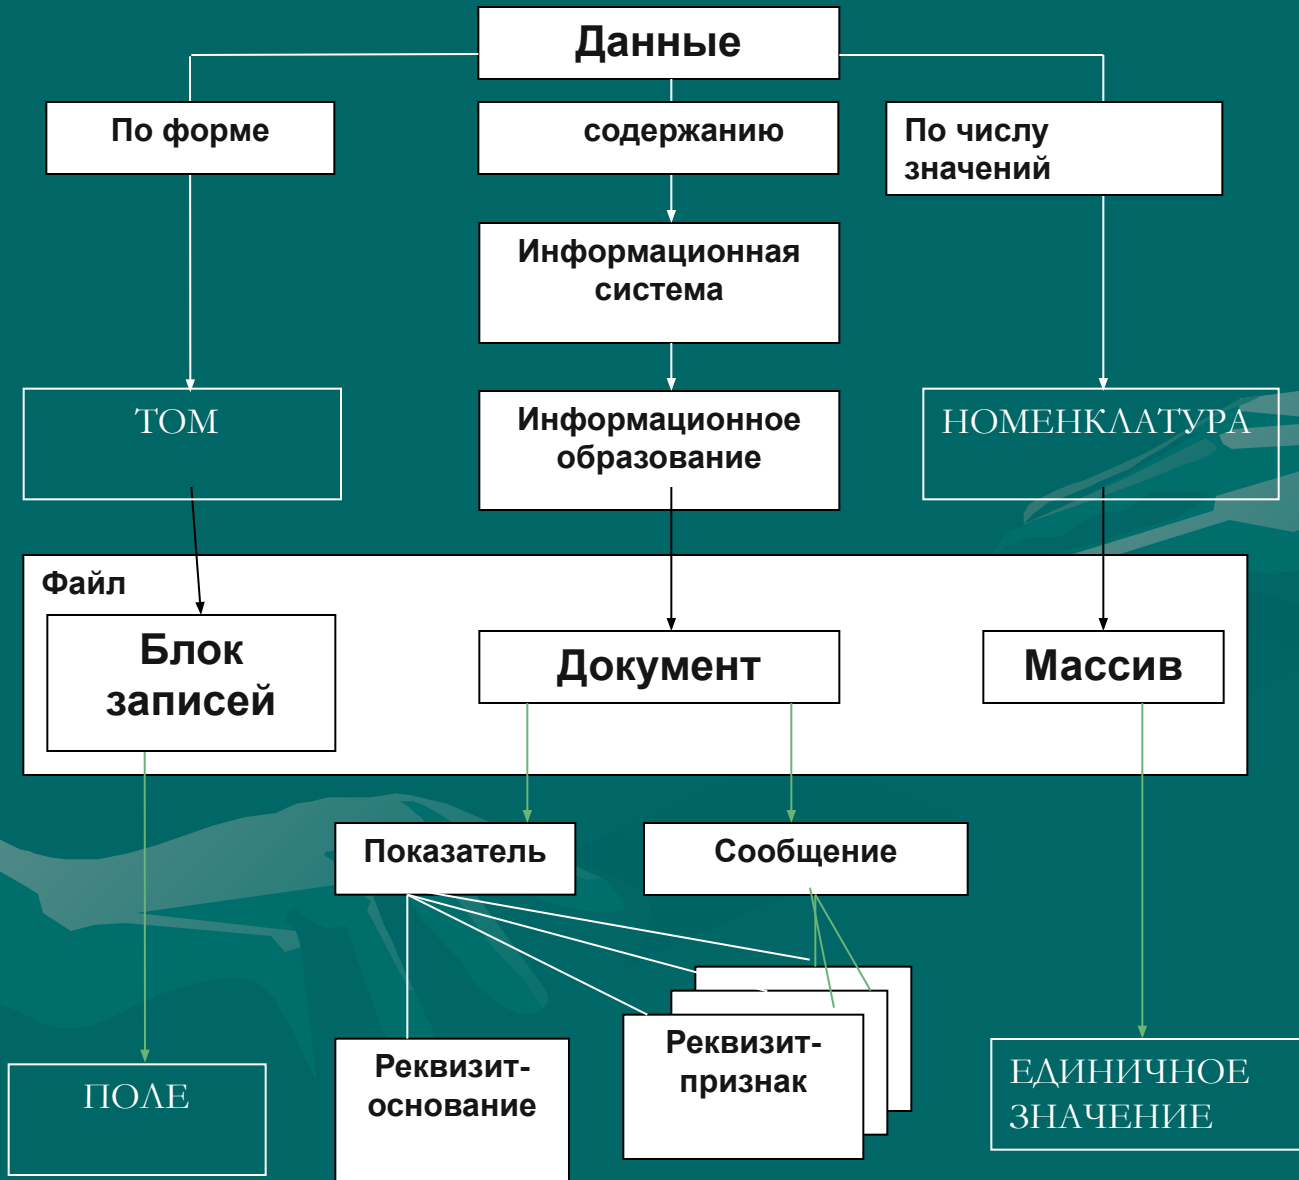 Данные
По форме
содержанию
По числу
значений
Информационная
система
ТОМ
Информационное
образование
НОМЕНКЛАТУРА
Файл
Блок
записей
Документ
Массив
Показатель
Сообщение
Реквизит-
основание
Реквизит-
признак
ПОЛЕ
ЕДИНИЧНОЕ
ЗНАЧЕНИЕ